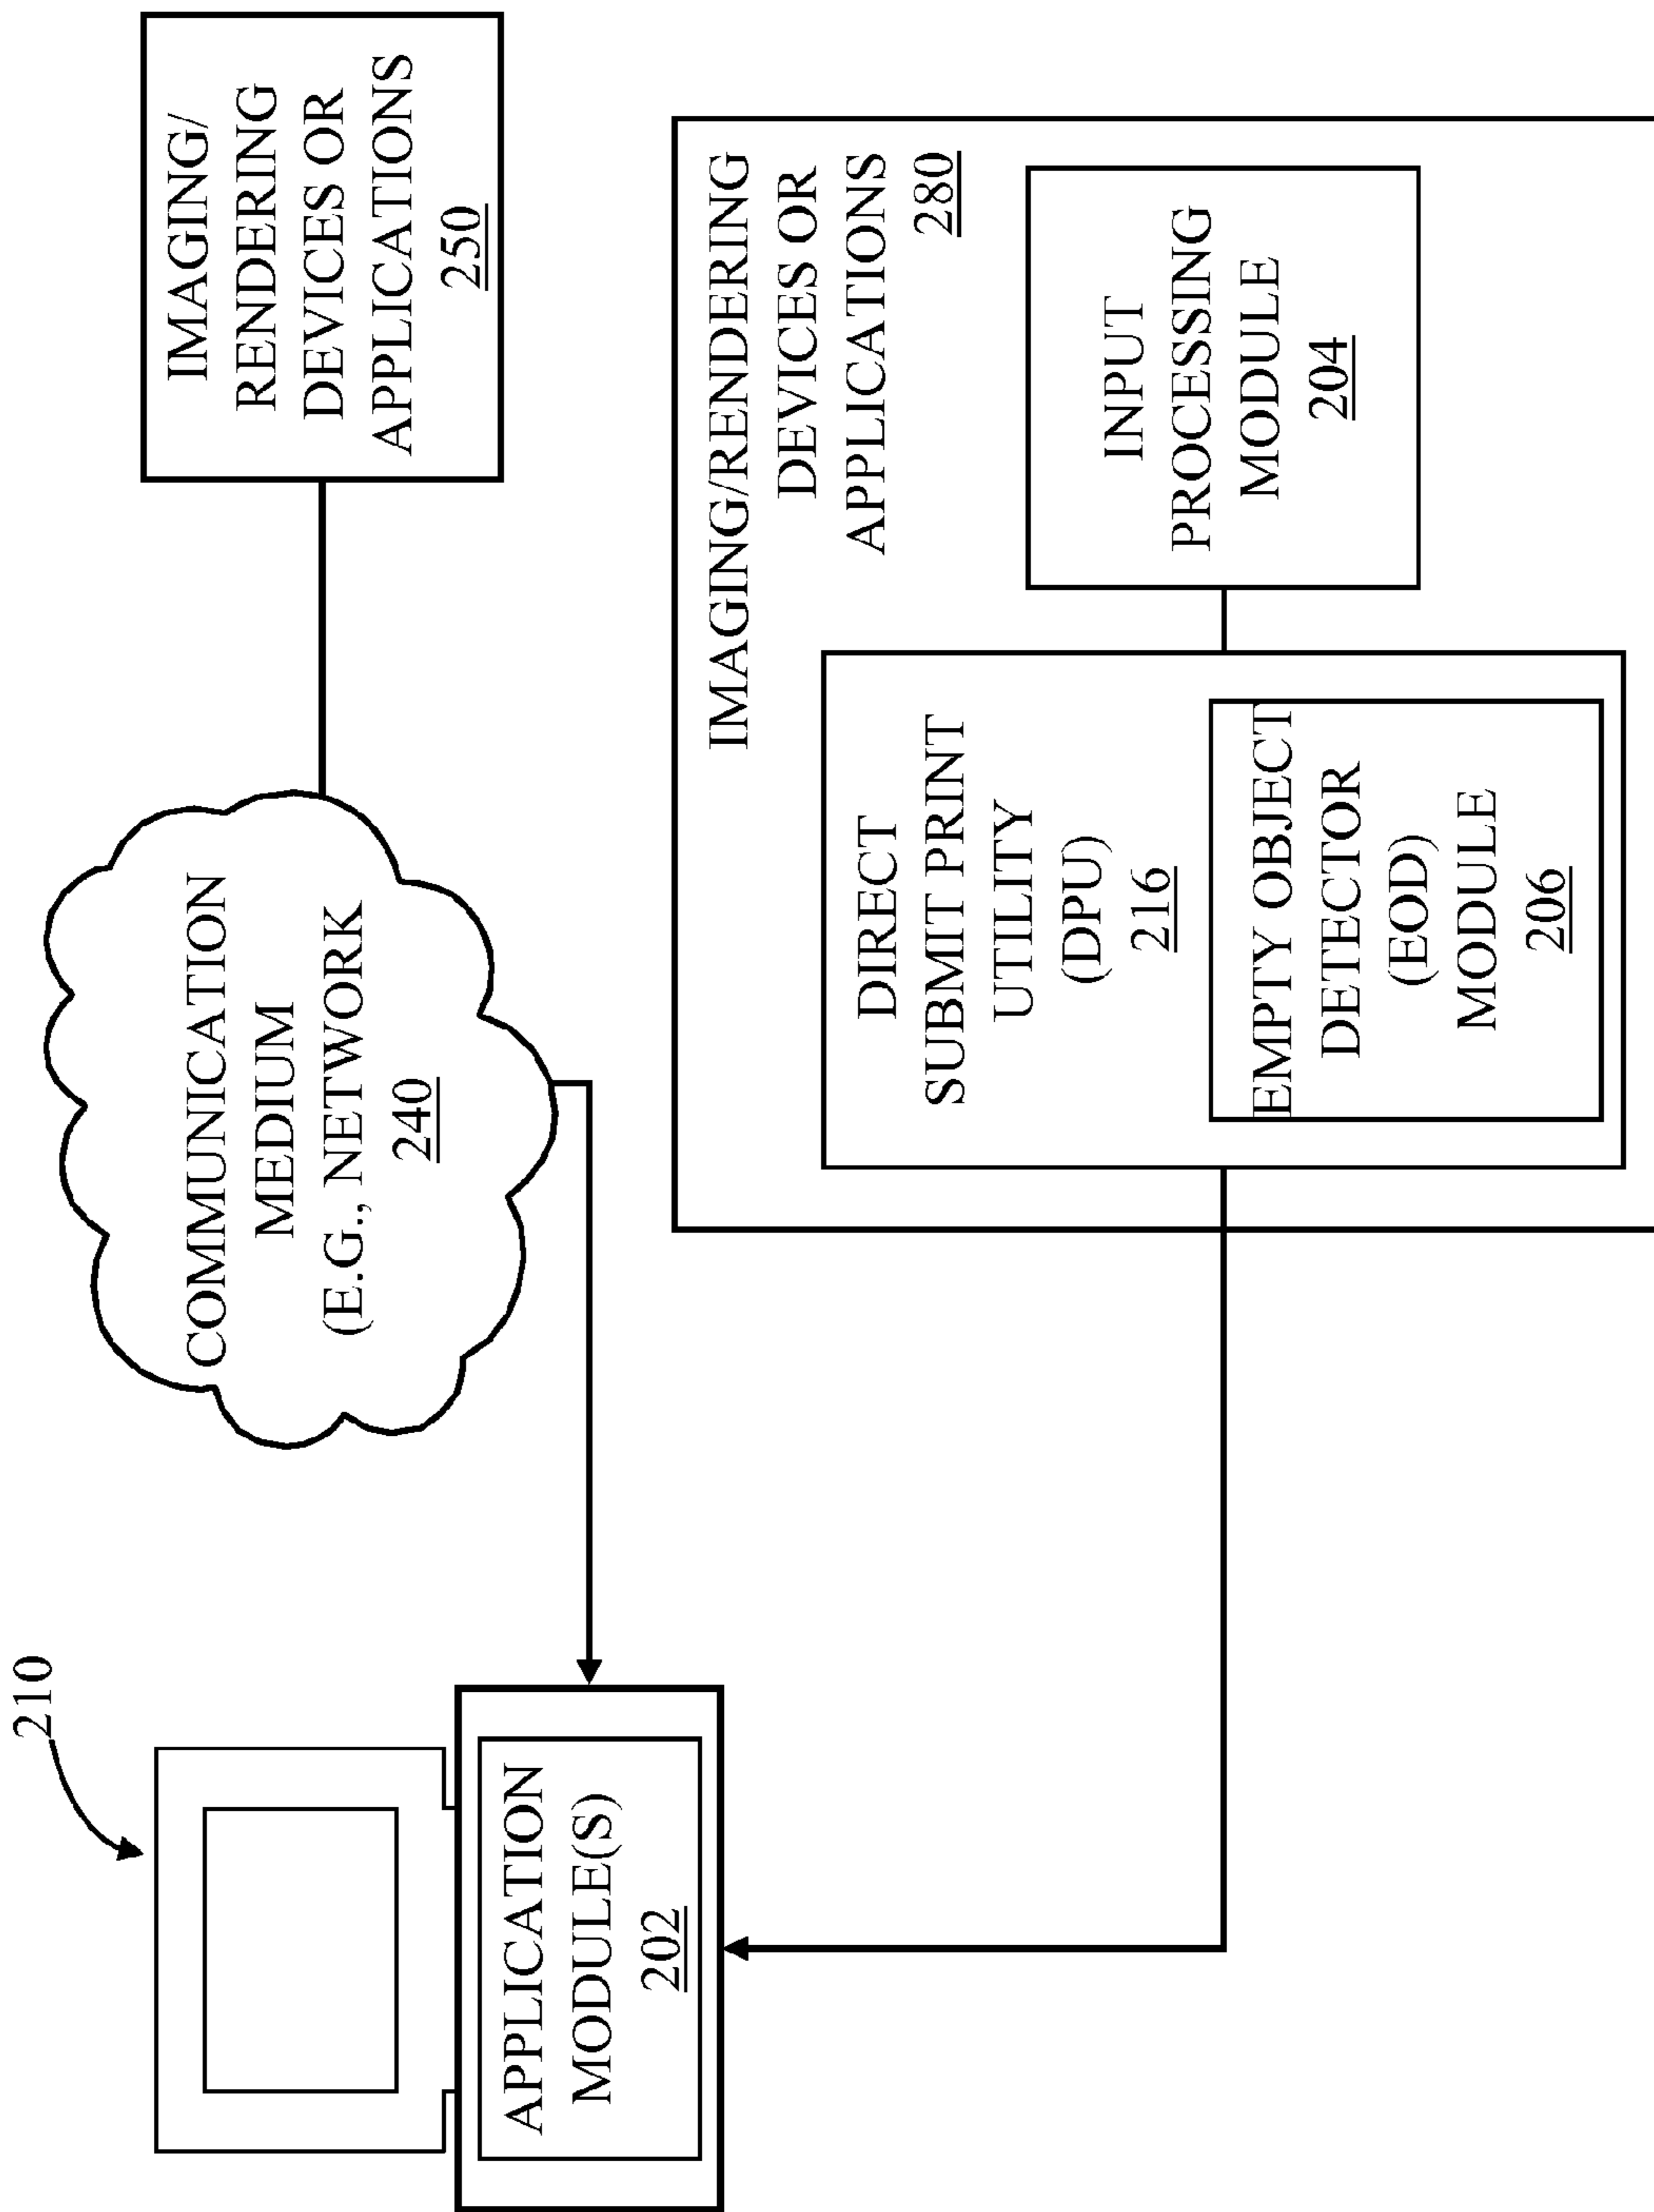 210
APPLICATION
MODULE(S)
202
COMMUNICATION
MEDIUM
(E.G., NETWORK
240
IMAGING/
RENDERING
DEVICES OR
APPLICATIONS
250
IMAGING/RENDERING
DEVICES OR
APPLICATIONS
280
DIRECT
SUBMIT PRINT
UTILITY
(DPU)
216
EMPTY OBJECT
DETECTOR
(EOD)
MODULE
206
INPUT
PROCESSING
MODULE
204